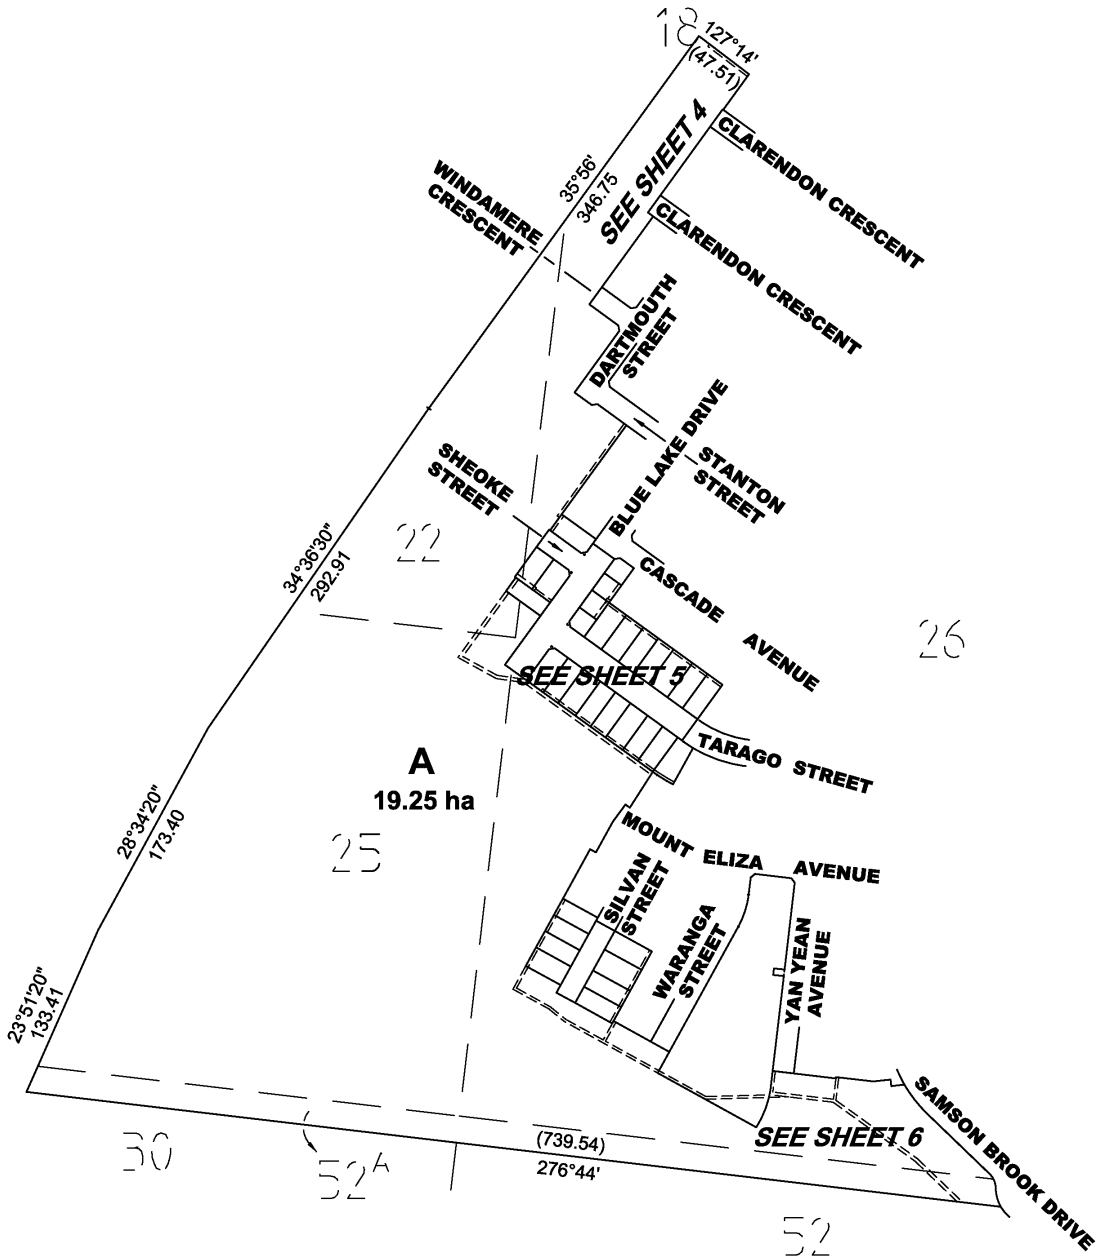 18
127°14'
(47.51)
SEE SHEET 4
CLARENDON CRESCENT
35°56'
346.75
WINDAMERE
CRESCENT
CLARENDON CRESCENT
DARTMOUTH
STREET
BLUE LAKE DRIVE
SHEOKE
STREET
STANTON
STREET
22
34°36'30"
292.91
CASCADE AVENUE
26
SEE SHEET 5
TARAGO STREET
A
19.25 ha
28°34'20"
173.40
25
MOUNT ELIZA AVENUE
SILVAN
STREET
WARANGA
STREET
YAN YEAN
AVENUE
23°51'20"
133.41
SAMSON BROOK DRIVE
SEE SHEET 6
(739.54)
276°44'
30
52A
52